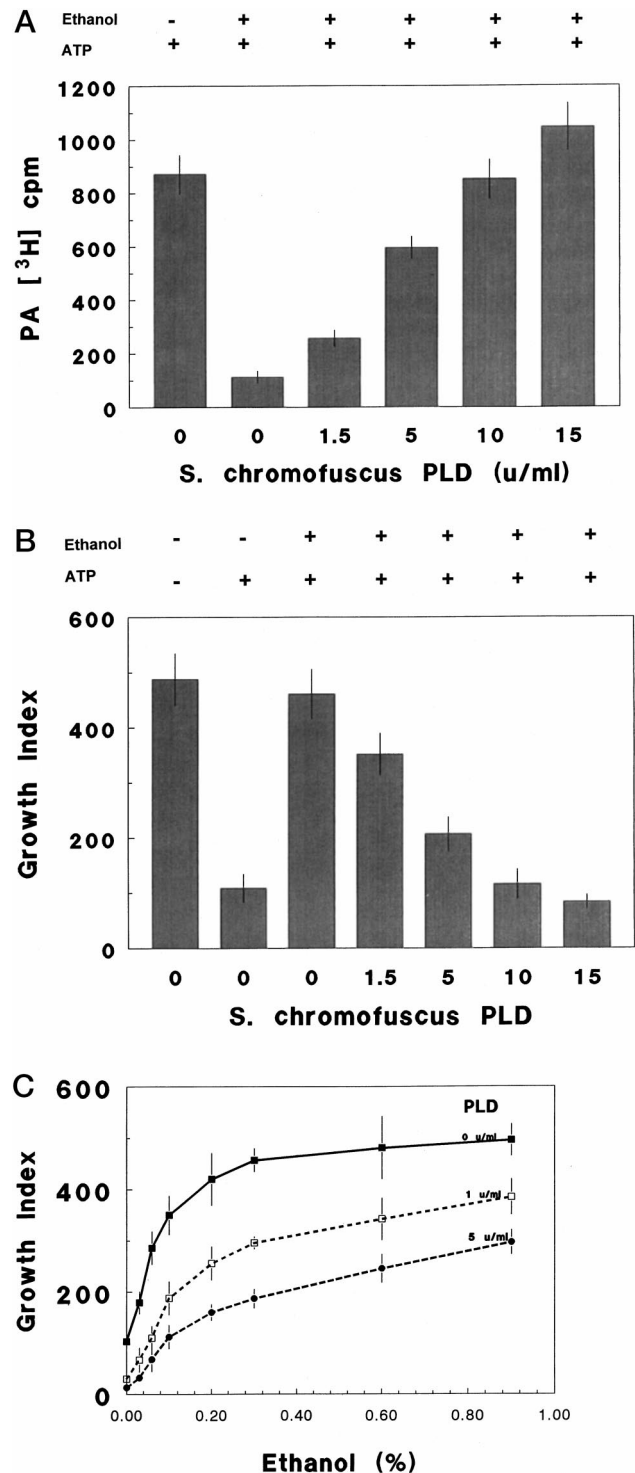 A
Ethanol - + + + + +
ATP + + + + + +
1200
1000
800
600
400
200
0
PA [³H] cpm
0 0 1.5 5 10 15
S. chromofuscus PLD (u/ml)
B
Ethanol - - + + + + +
ATP - + + + + + +
600
400
200
0
Growth Index
0 0 0 1.5 5 10 15
S. chromofuscus PLD
C
600
400
200
0
Growth Index
PLD
0 u/ml
1 u/ml
5 u/ml
0.00 0.20 0.40 0.60 0.80 1.00
Ethanol (%)